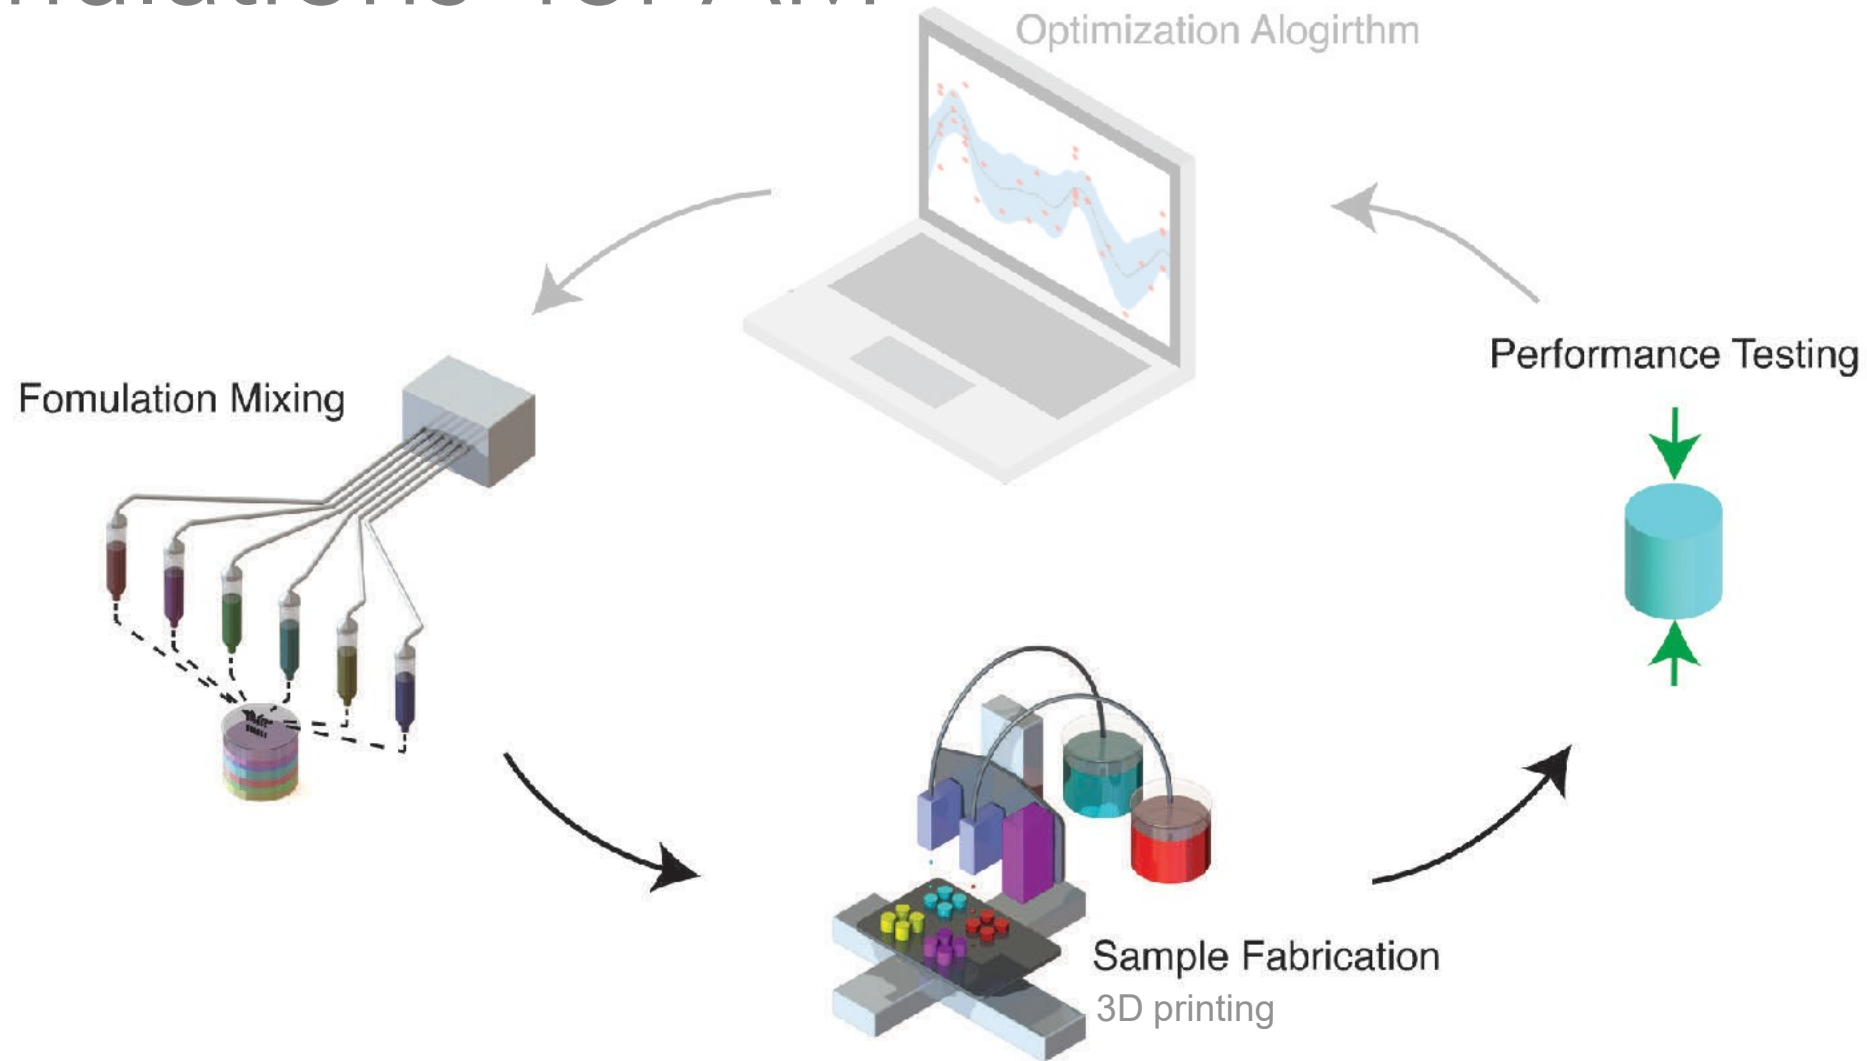 Optimization Alogirthm
Performance Testing
Fomulation Mixing
Sample Fabrication
3D printing